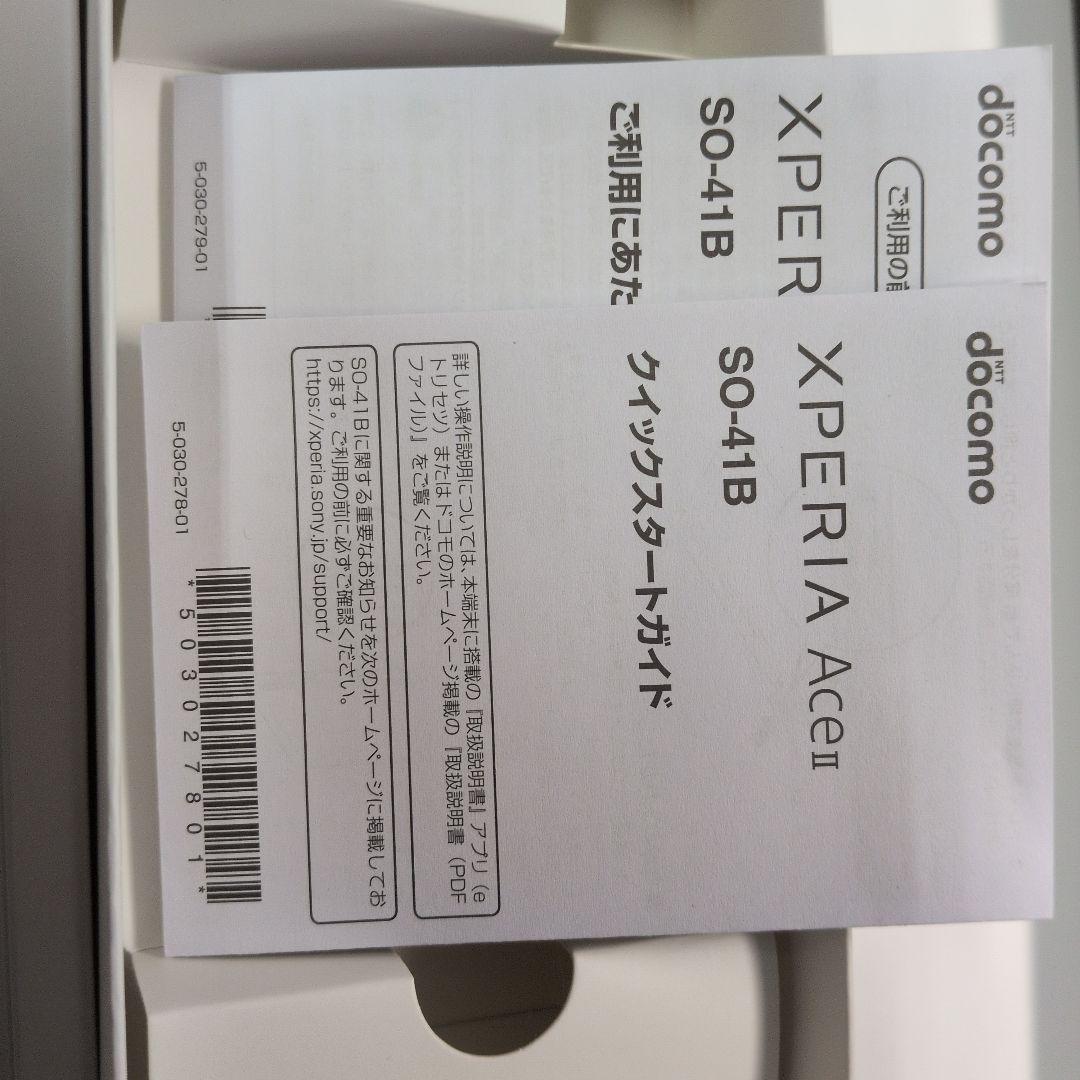 NTT
docomo
ご利用の前
XPERI
SO-41B
ご利用にあた
5-030-279-01
NTT
docomo
XPERIA Ace II
SO-41B
クイックスタートガイド
詳しい操作説明については、本端末に搭載の『取扱説明書』アプリ（e
トリセツ）またはドコモのホームページ掲載の『取扱説明書（PDF
ファイル）』をご覧ください。
SO-41Bに関する重要なお知らせを次のホームページに掲載してお
ります。ご利用の前に必ずご確認ください。
https://xperia.sony.jp/support/
5-030-278-01
*503027801*